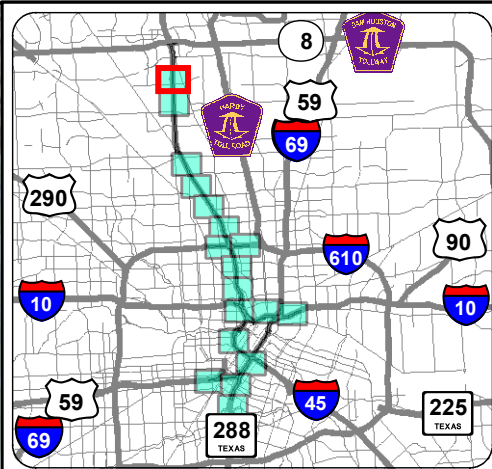 8
SAM HOUSTON
TOLLWAY
59
69
HARDY
TOLL ROAD
290
90
610
10
10
59
45
225
TEXAS
69
288
TEXAS